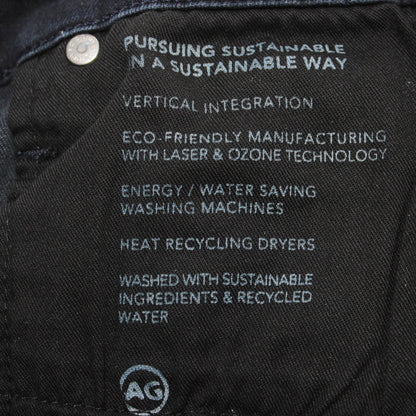 PURSUING SUSTAINABLE
IN A SUSTAINABLE WAY
VERTICAL INTEGRATION
ECO-FRIENDLY MANUFACTURING
WITH LASER & OZONE TECHNOLOGY
ENERGY / WATER SAVING
WASHING MACHINES
HEAT RECYCLING DRYERS
WASHED WITH SUSTAINABLE
INGREDIENTS & RECYCLED
WATER
AG